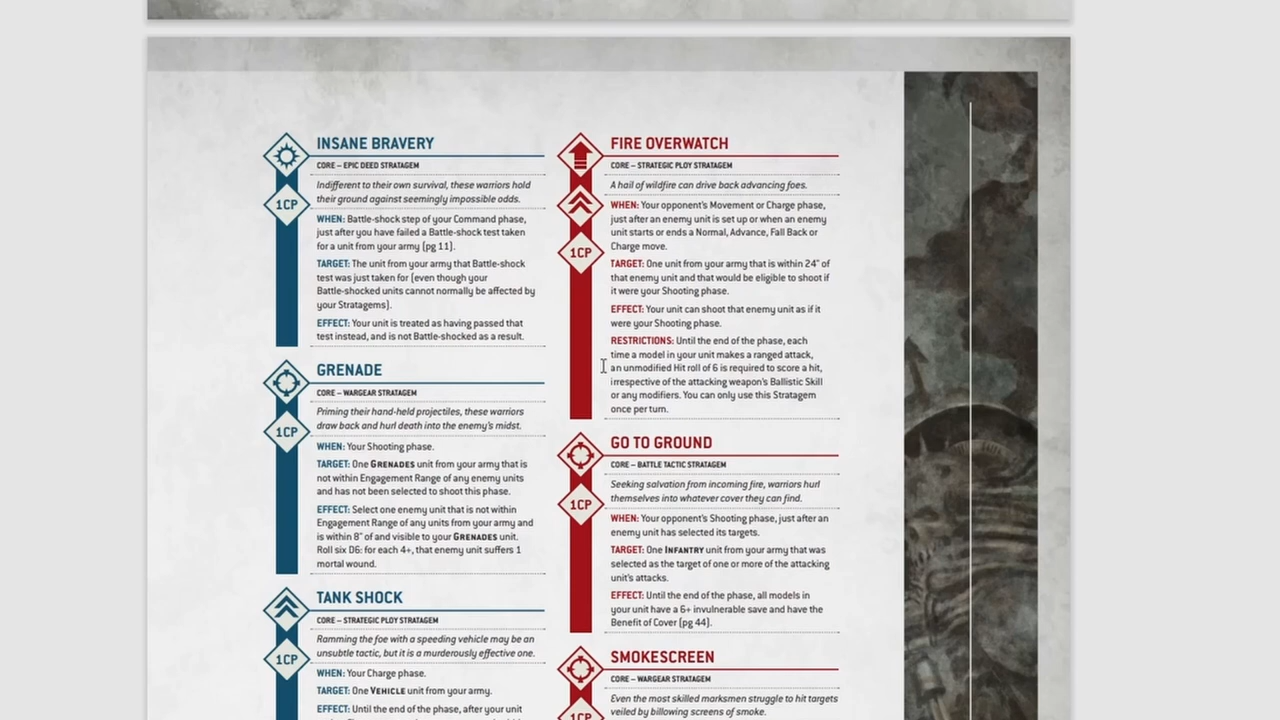 INSANE BRAVERY
CORE – EPIC DEED STRATAGEM
Indifferent to their own survival, these warriors hold
their ground against seemingly impossible odds.
1CP
WHEN: Battle-shock step of your Command phase,
just after you have failed a Battle-shock test taken
for a unit from your army (pg 11).
TARGET: The unit from your army that Battle-shock
test was just taken for (even though your
Battle-shocked units cannot normally be affected by
your Stratagems).
EFFECT: Your unit is treated as having passed that
test instead, and is not Battle-shocked as a result.
GRENADE
CORE – WARGEAR STRATAGEM
Priming their hand-held projectiles, these warriors
draw back and hurl death into the enemy's midst.
1CP
WHEN: Your Shooting phase.
TARGET: One GRENADES unit from your army that is
not within Engagement Range of any enemy units
and has not been selected to shoot this phase.
EFFECT: Select one enemy unit that is not within
Engagement Range of any units from your army and
is within 8" of and visible to your GRENADES unit.
Roll six D6: for each 4+, that enemy unit suffers 1
mortal wound.
TANK SHOCK
CORE – STRATEGIC PLOY STRATAGEM
Ramming the foe with a speeding vehicle may be an
unsubtle tactic, but it is a murderously effective one.
1CP
WHEN: Your Charge phase.
TARGET: One VEHICLE unit from your army.
EFFECT: Until the end of the phase, after your unit
FIRE OVERWATCH
CORE – STRATEGIC PLOY STRATAGEM
A hail of wildfire can drive back advancing foes.
1CP
WHEN: Your opponent's Movement or Charge phase,
just after an enemy unit is set up or when an enemy
unit starts or ends a Normal, Advance, Fall Back or
Charge move.
TARGET: One unit from your army that is within 24" of
that enemy unit and that would be eligible to shoot if
it were your Shooting phase.
EFFECT: Your unit can shoot that enemy unit as if it
were your Shooting phase.
RESTRICTIONS: Until the end of the phase, each
time a model in your unit makes a ranged attack,
an unmodified Hit roll of 6 is required to score a hit,
irrespective of the attacking weapon's Ballistic Skill
or any modifiers. You can only use this Stratagem
once per turn.
GO TO GROUND
CORE – BATTLE TACTIC STRATAGEM
Seeking salvation from incoming fire, warriors hurl
themselves into whatever cover they can find.
1CP
WHEN: Your opponent's Shooting phase, just after an
enemy unit has selected its targets.
TARGET: One INFANTRY unit from your army that was
selected as the target of one or more of the attacking
unit's attacks.
EFFECT: Until the end of the phase, all models in
your unit have a 6+ invulnerable save and have the
Benefit of Cover (pg 44).
SMOKESCREEN
CORE – WARGEAR STRATAGEM
Even the most skilled marksmen struggle to hit targets
veiled by billowing screens of smoke.
1CP